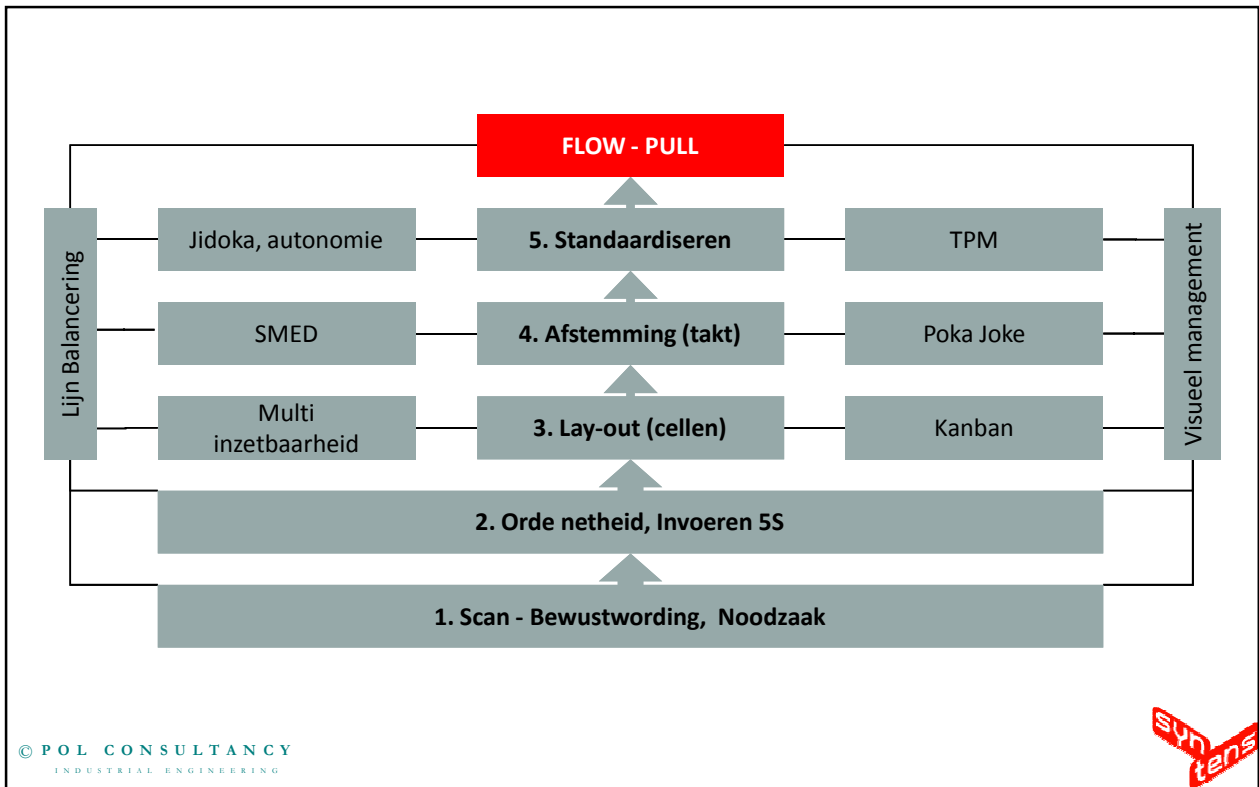 FLOW - PULL
Lijn Balancering
Jidoka, autonomie
5. Standaardiseren
TPM
Visueel management
SMED
4. Afstemming (takt)
Poka Joke
Multi
inzetbaarheid
3. Lay-out (cellen)
Kanban
2. Orde netheid, Invoeren 5S
1. Scan - Bewustwording, Noodzaak
© POL CONSULTANCY
INDUSTRIAL ENGINEERING
syn
tens